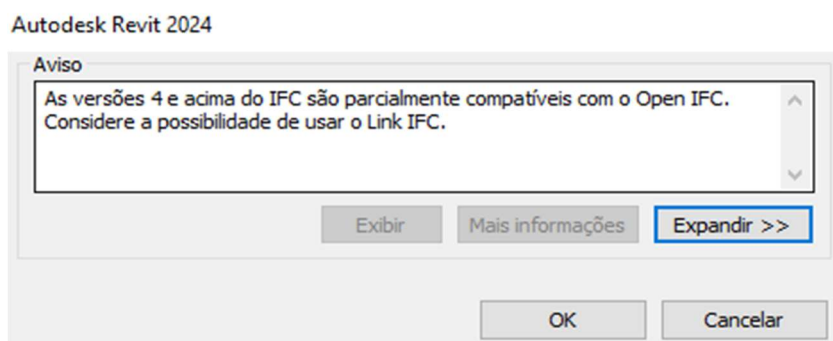 Autodesk Revit 2024
Aviso
As versões 4 e acima do IFC são parcialmente compatíveis com o Open IFC.
Considere a possibilidade de usar o Link IFC.
Exibir
Mais informações
Expandir >>
OK
Cancelar